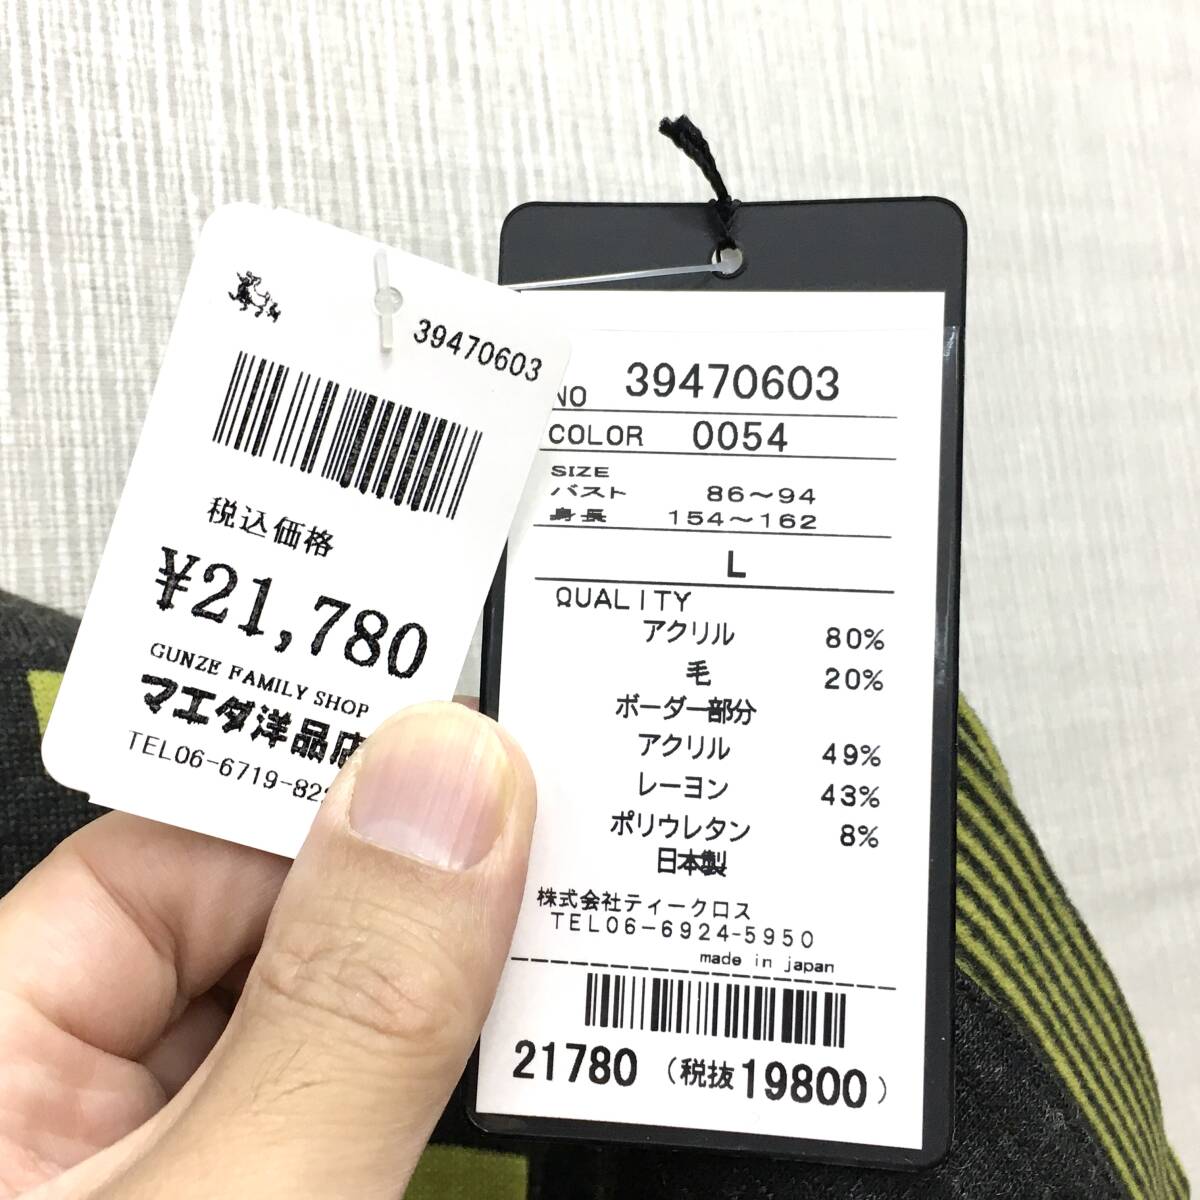 39470603
税込価格
¥21,780
GUNZE FAMILY SHOP
マエダ洋品店
NO 39470603
COLOR 0054
SIZE
バスト 86～94
身長 154～162
L
QUALITY
アクリル 80%
毛 20%
ボーダー部分
アクリル 49%
レーヨン 43%
ポリウレタン 8%
日本製
株式会社ティークロス
TEL06-6924-5950
made in japan
21780 (税抜19800)